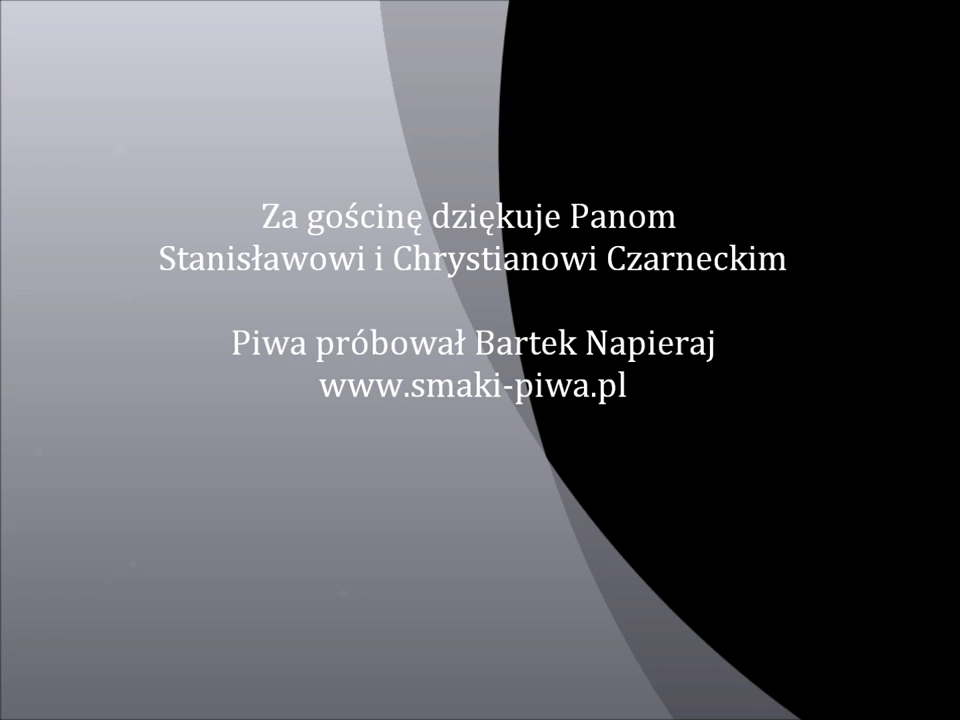 Za gościnę dziękuje Panom
Stanisławowi i Chrystianowi Czarneckim
Piwa próbował Bartek Napieraj
www.smaki-piwa.pl